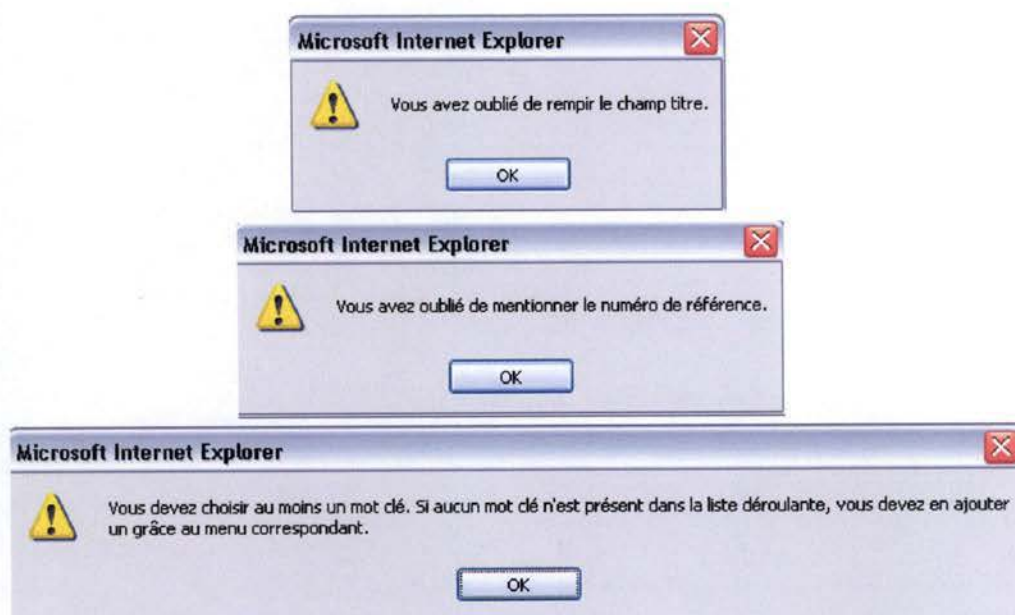 Microsoft Internet Explorer
Vous avez oublié de rempir le champ titre.
OK
Microsoft Internet Explorer
Vous avez oublié de mentionner le numéro de référence.
OK
Microsoft Internet Explorer
Vous devez choisir au moins un mot clé. Si aucun mot clé n'est présent dans la liste déroulante, vous devez en ajouter
un grâce au menu correspondant.
OK